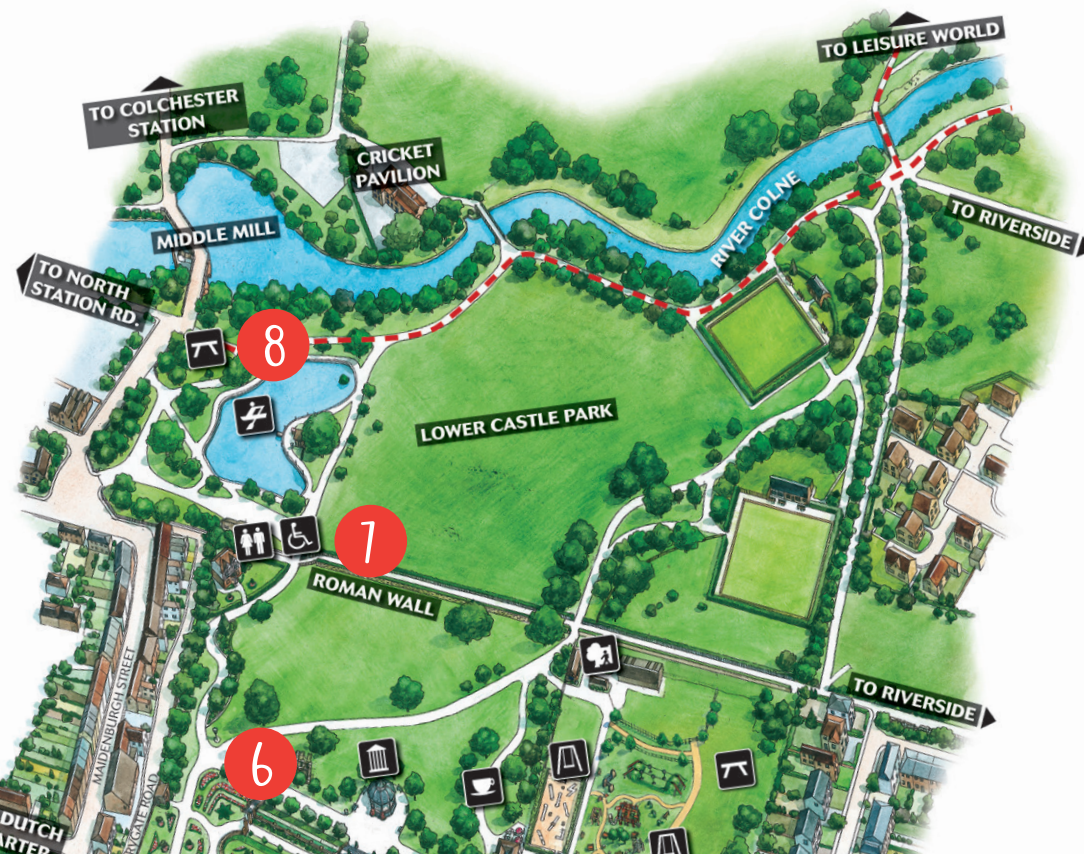 TO LEISURE WORLD
TO COLCHESTER
STATION
CRICKET
PAVILION
RIVER COLNE
TO RIVERSIDE
MIDDLE MILL
TO NORTH
STATION RD.
8
LOWER CASTLE PARK
7
ROMAN WALL
MAIDENBURGH STREET
TO RIVERSIDE
6
DUTCH